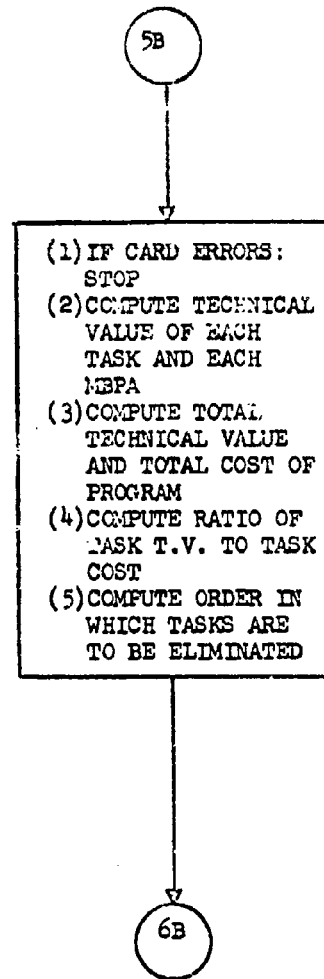 5B
(1) IF CARD ERRORS:
STOP
(2) COMPUTE TECHNICAL
VALUE OF EACH
TASK AND EACH
MBPA
(3) COMPUTE TOTAL
TECHNICAL VALUE
AND TOTAL COST OF
PROGRAM
(4) COMPUTE RATIO OF
TASK T.V. TO TASK
COST
(5) COMPUTE ORDER IN
WHICH TASKS ARE
TO BE ELIMINATED
6B